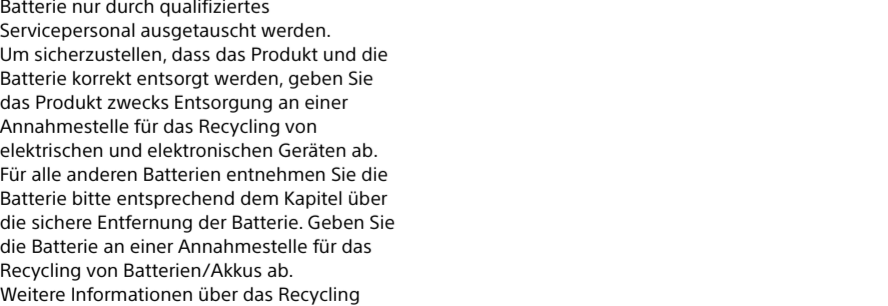 Batterie nur durch qualifiziertes
Servicepersonal ausgetauscht werden.
Um sicherzustellen, dass das Produkt und die
Batterie korrekt entsorgt werden, geben Sie
das Produkt zwecks Entsorgung an einer
Annahmestelle für das Recycling von
elektrischen und elektronischen Geräten ab.
Für alle anderen Batterien entnehmen Sie die
Batterie bitte entsprechend dem Kapitel über
die sichere Entfernung der Batterie. Geben Sie
die Batterie an einer Annahmestelle für das
Recycling von Batterien/Akkus ab.
Weitere Informationen über das Recycling